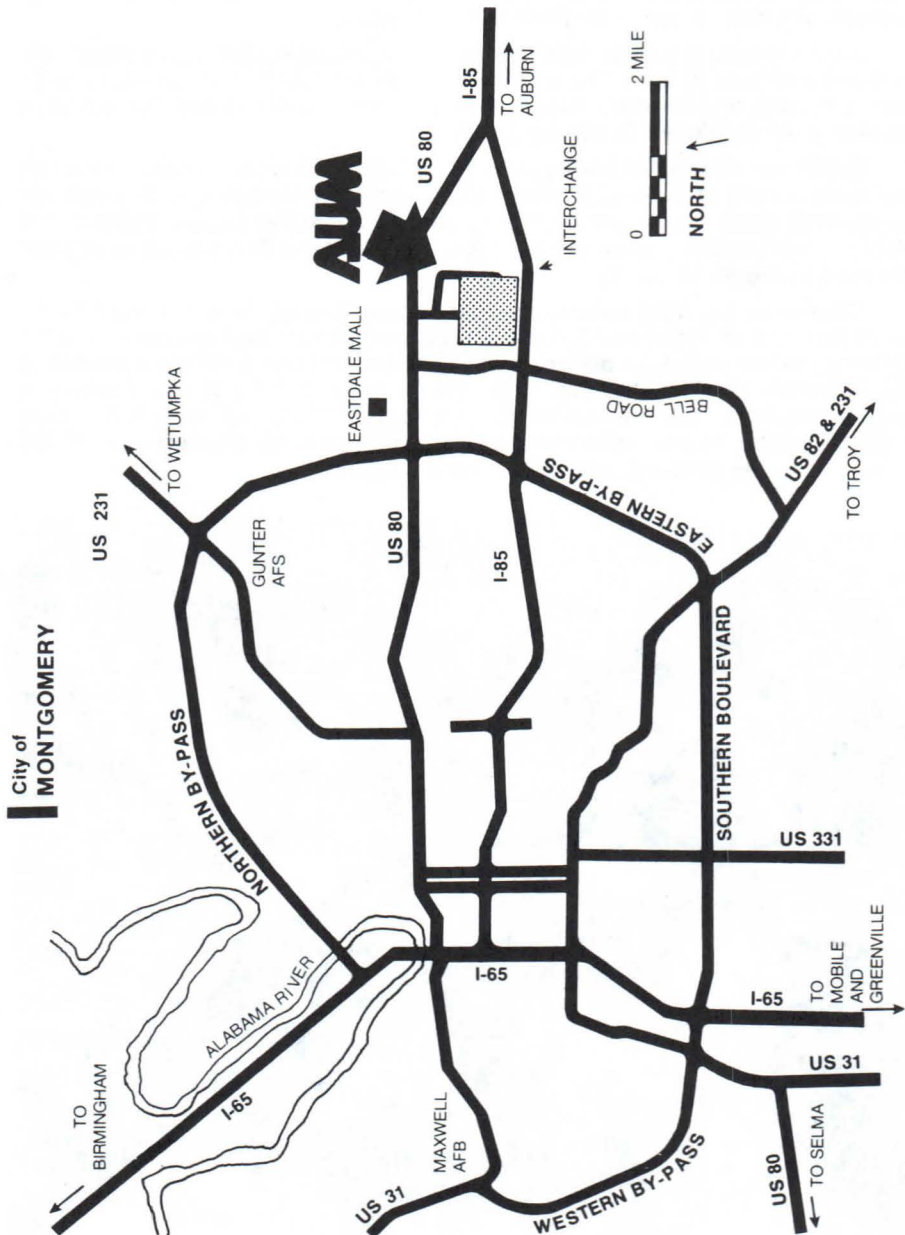 City of
MONTGOMERY
TO
BIRMINGHAM
I-65
ALABAMA RIVER
NORTHERN BY-PASS
US 231
TO WETUMPKA
GUNTER
AFS
EASTDALE MALL
AUM
US 80
I-85
TO
AUBURN
US 80
INTERCHANGE
0
2 MILE
NORTH
I-85
EASTERN BY-PASS
BELL ROAD
US 82 & 231
TO TROY
MAXWELL
AFB
US 31
WESTERN BY-PASS
I-65
SOUTHERN BOULEVARD
US 331
I-65
TO
MOBILE
AND
GREENVILLE
US 31
US 80
TO SELMA